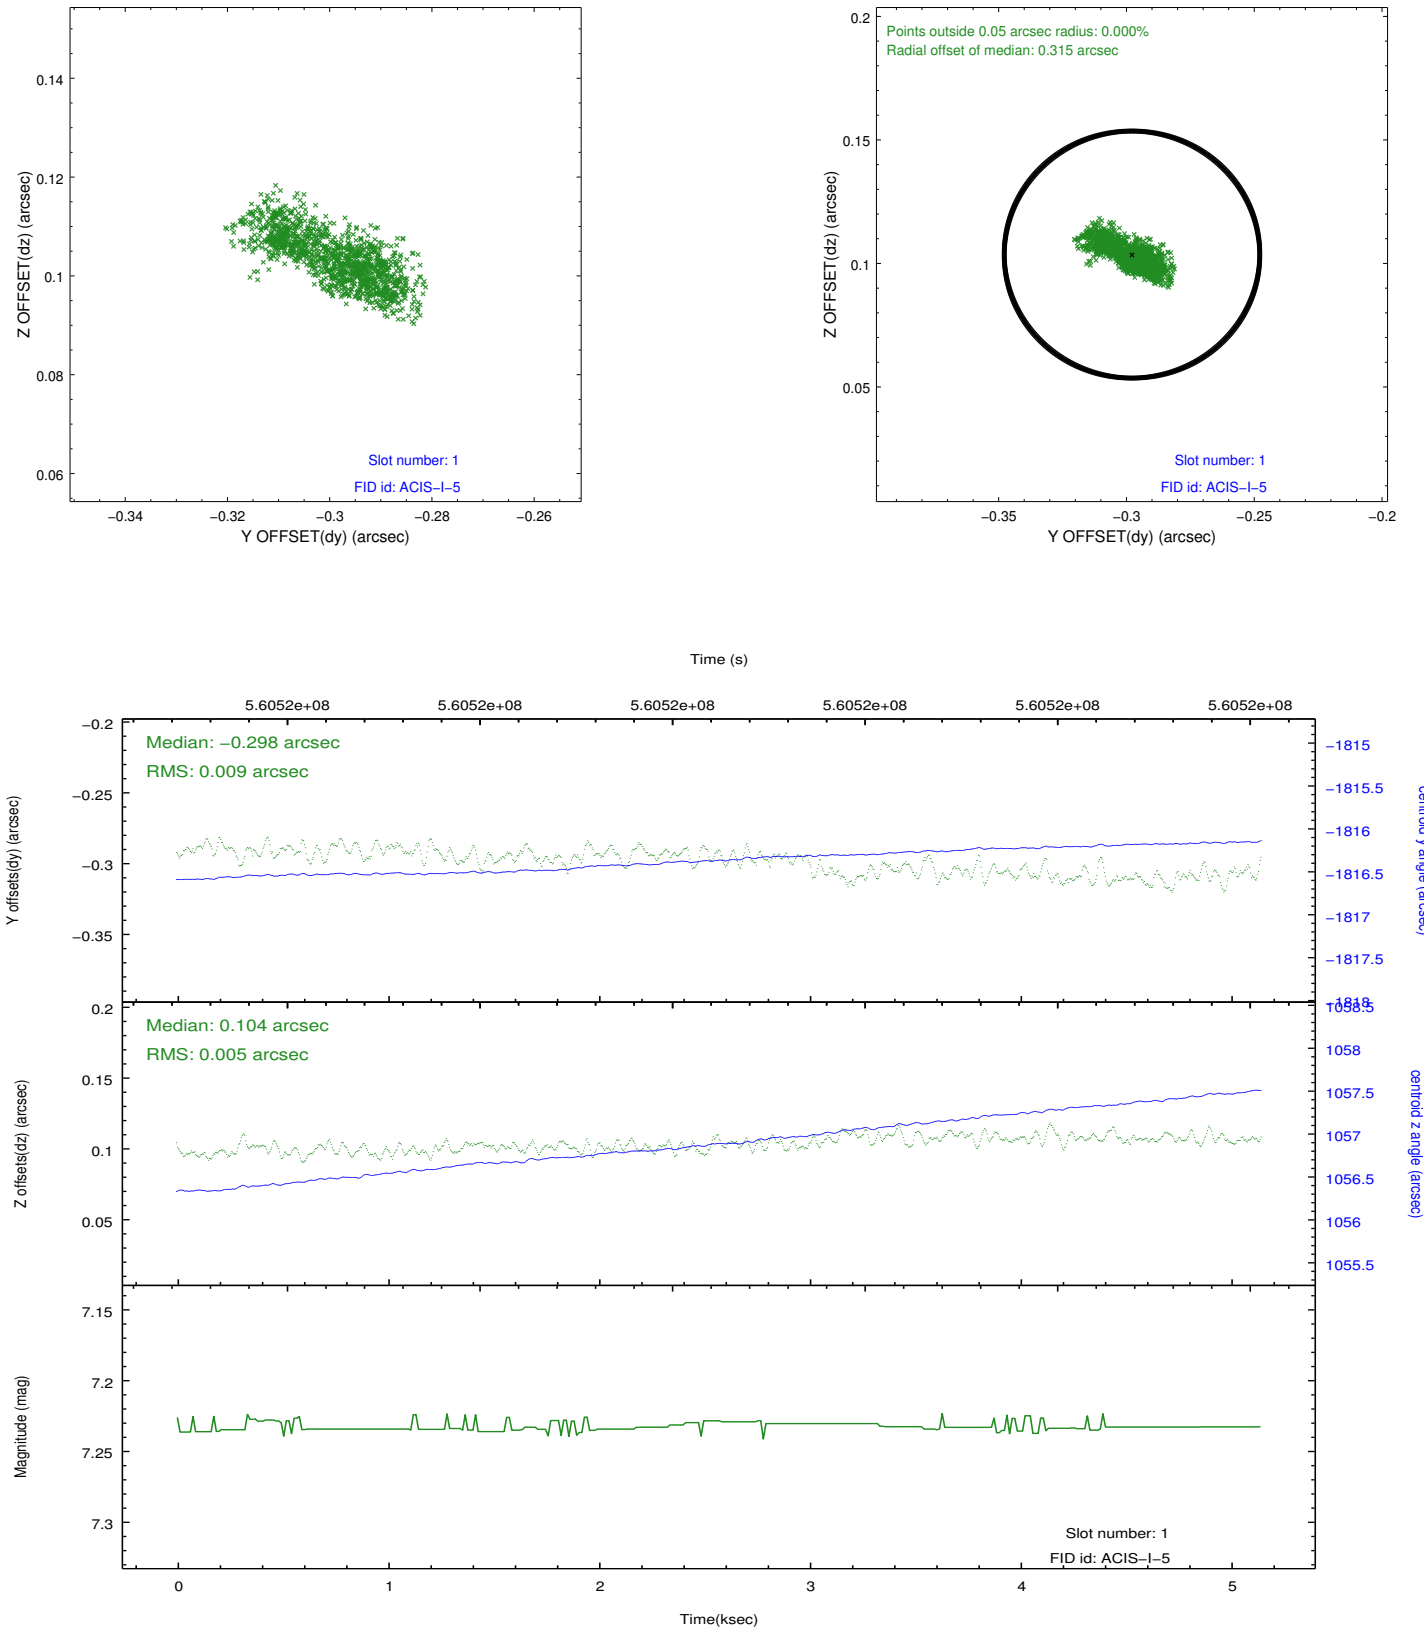 0.14
0.12
0.1
0.08
0.06
Z OFFSET(dz) (arcsec)
Slot number: 1
FID id: ACIS−I−5
−0.34
−0.32
−0.3
−0.28
−0.26
Y OFFSET(dy) (arcsec)
0.2
0.15
0.1
0.05
Z OFFSET(dz) (arcsec)
Points outside 0.05 arcsec radius: 0.000%
Radial offset of median: 0.315 arcsec
Slot number: 1
FID id: ACIS−I−5
−0.35
−0.3
−0.25
−0.2
Y OFFSET(dy) (arcsec)
Time (s)
5.6052e+08
5.6052e+08
5.6052e+08
5.6052e+08
5.6052e+08
5.6052e+08
−0.2
−0.25
−0.3
−0.35
Y offsets(dy) (arcsec)
Median: −0.298 arcsec
RMS: 0.009 arcsec
−1815
−1815.5
−1816
−1816.5
−1817
−1817.5
−1818
centroid y angle (arcsec)
0.2
0.15
0.1
0.05
Z offsets(dz) (arcsec)
Median: 0.104 arcsec
RMS: 0.005 arcsec
1058.5
1058
1057.5
1057
1056.5
1056
1055.5
centroid z angle (arcsec)
7.15
7.2
7.25
7.3
Magnitude (mag)
Slot number: 1
FID id: ACIS−I−5
0
1
2
3
4
5
Time(ksec)